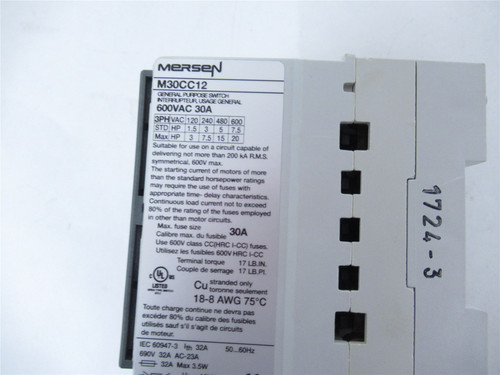 MERSEN
M30CC12
GENERAL PURPOSE SWITCH
INTERRUPTEUR, USAGE GENERAL
600VAC 30A
3PH VAC 120 240 480 600
STD HP 1.5 3 5 7.5
Max HP 3 7.5 15 20
Suitable for use on a circuit capable of
delivering not more than 200 kA R.M.S.
symmetrical, 600V max.
The starting current of motors of more
than the standard horsepower ratings
may require the use of fuses with
appropriate time- delay characteristics.
Continuous load current not to exceed
80% of the rating of the fuses employed
in other than motor circuits.
Max. fuse size
Calibre max. du fusible 30A
Use 600V class CC(HRC I-CC) fuses.
Utilisez les fusibles 600V HRC I-CC
Terminal torque 17 LB.IN.
Couple de serrage 17 LB.PI.
C UL US LISTED
Cu stranded only
toronne seulement
18-8 AWG 75°C
Toute charge continue ne devra pas
excéder 80% du calibre des fusibles
utilisés sauf s'il s'agit de circuits
de moteur.
IEC 60947-3 Ith 32A 50...60Hz
690V 32A AC-23A
32A Max 3.5W
1724-3